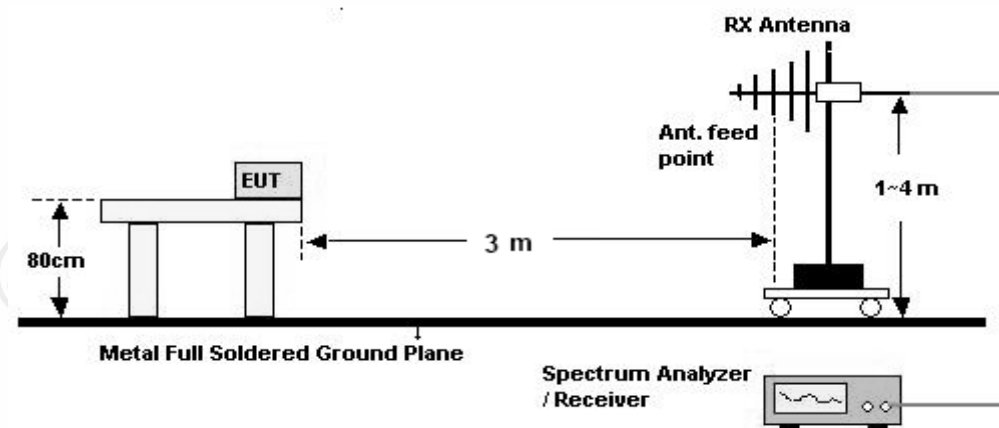 RX Antenna
Ant. feed
point
EUT
1~4 m
3 m
80cm
Metal Full Soldered Ground Plane
Spectrum Analyzer
/ Receiver